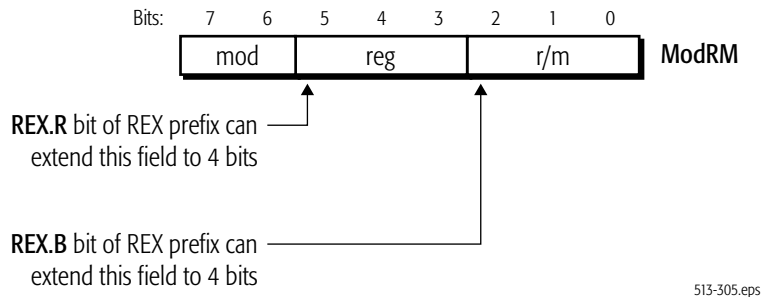 Bits: 7 6 5 4 3 2 1 0
mod reg r/m ModRM
REX.R bit of REX prefix can
extend this field to 4 bits
REX.B bit of REX prefix can
extend this field to 4 bits
513-305.eps